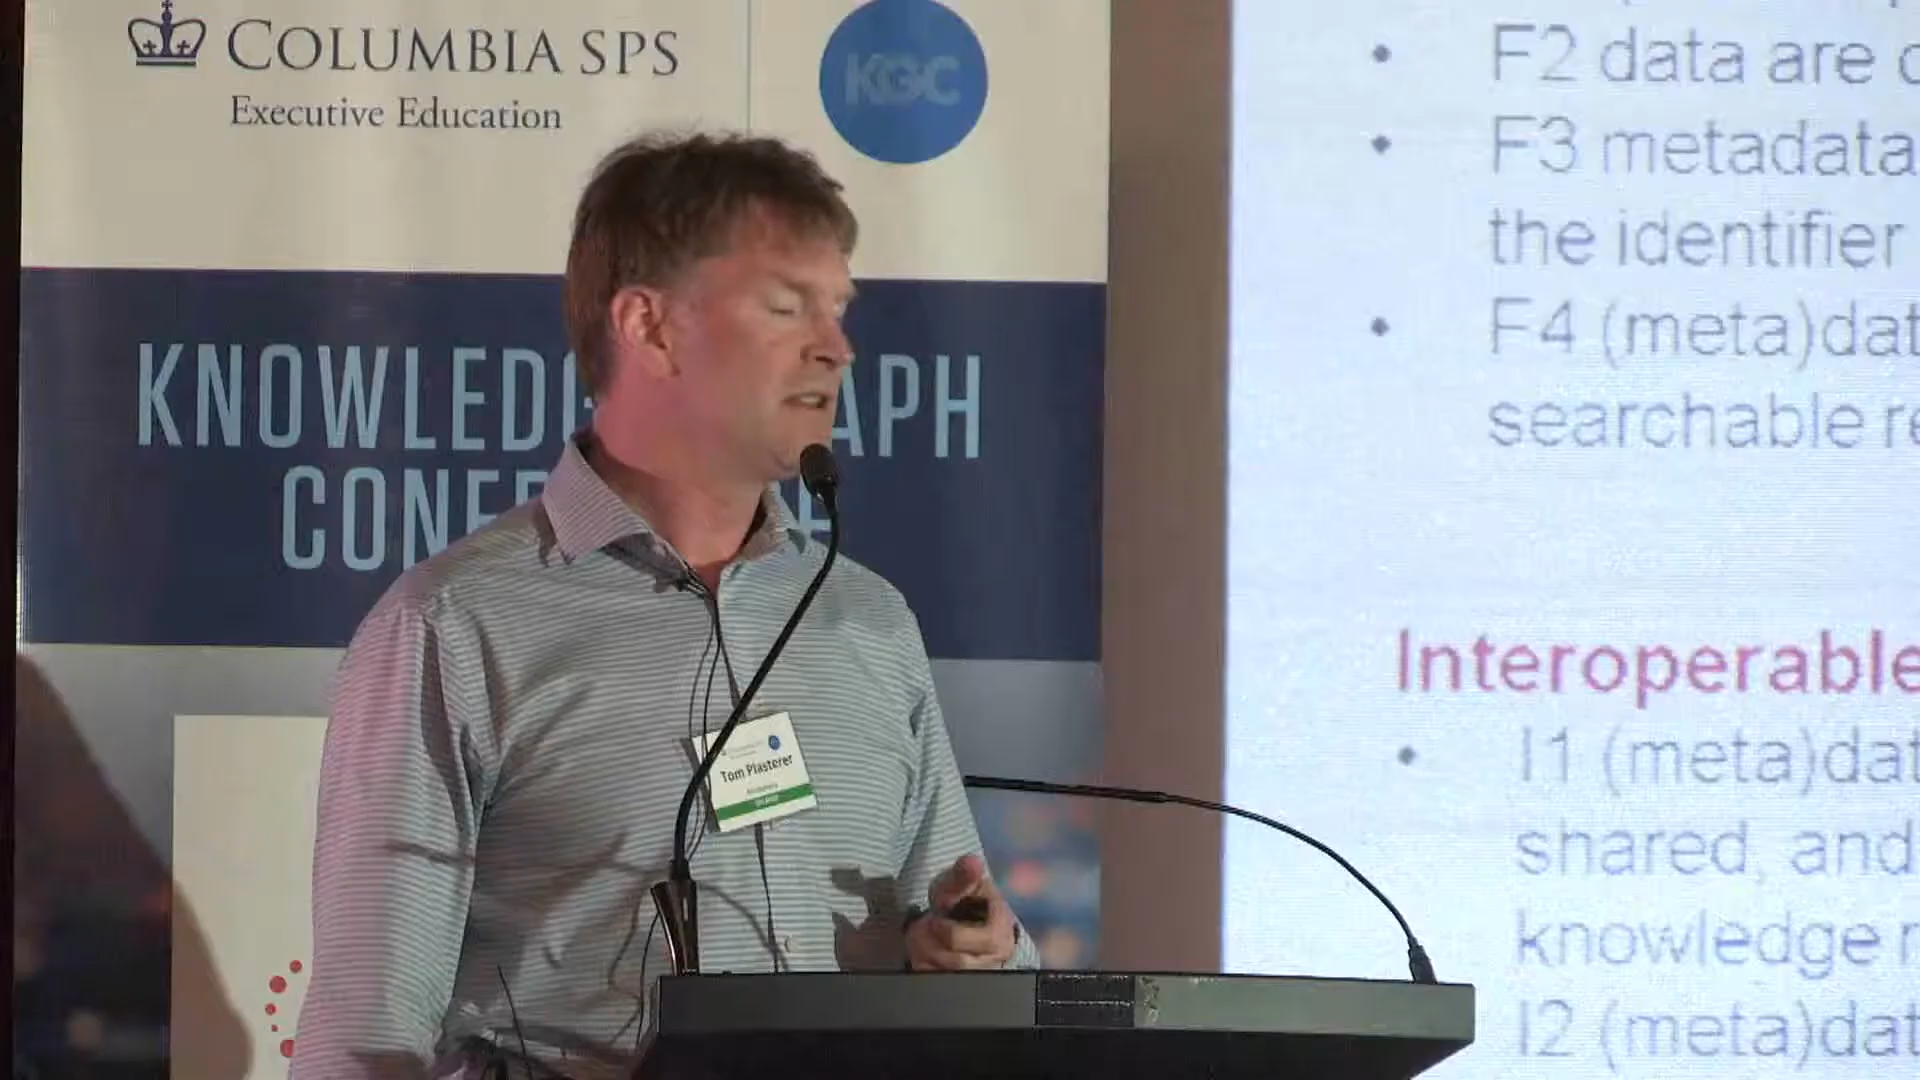 COLUMBIA SPS
Executive Education
KGC
KNOWLEDG APH
CONF
Tom Plasterer
F2 data are
F3 metadata
the identifier
F4 (meta)dat
searchable re
Interoperable
I1 (meta)dat
shared, and
knowledge r
I2 (meta)dat